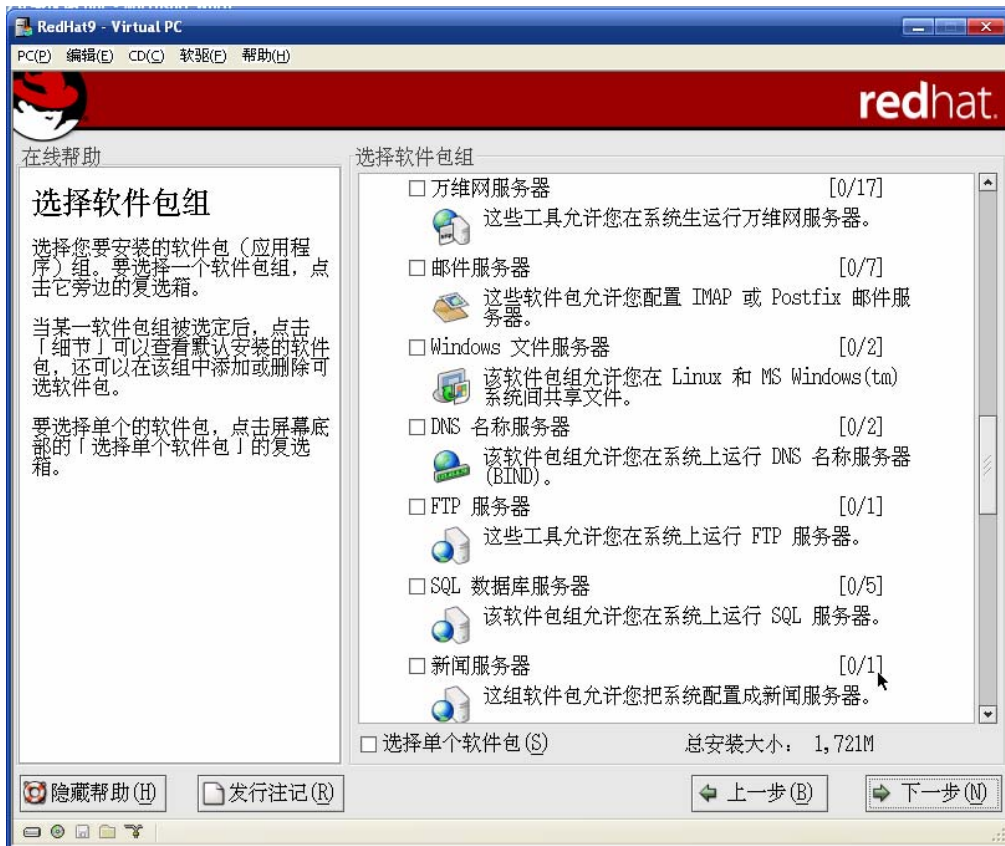 RedHat9 - Virtual PC
PC(P) 编辑(E) CD(C) 软驱(F) 帮助(H)
redhat.
在线帮助
选择软件包组
选择您要安装的软件包（应用程
序）组。要选择一个软件包组，点
击它旁边的复选箱。
当某一软件包组被选定后，点击
「细节」可以查看默认安装的软件
包，还可以在该组中添加或删除可
选软件包。
要选择单个的软件包，点击屏幕底
部的「选择单个软件包」的复选
箱。
选择软件包组
万维网服务器 [0/17]
这些工具允许您在系统生运行万维网服务器。
邮件服务器 [0/7]
这些软件包允许您配置 IMAP 或 Postfix 邮件服
务器。
Windows 文件服务器 [0/2]
该软件包组允许您在 Linux 和 MS Windows(tm)
系统间共享文件。
DNS 名称服务器 [0/2]
该软件包组允许您在系统上运行 DNS 名称服务器
(BIND)。
FTP 服务器 [0/1]
这些工具允许您在系统上运行 FTP 服务器。
SQL 数据库服务器 [0/5]
该软件包组允许您在系统上运行 SQL 服务器。
新闻服务器 [0/1]
这组软件包允许您把系统配置成新闻服务器。
选择单个软件包(S) 总安装大小： 1,721M
隐藏帮助(H) 发行注记(R) 上一步(B) 下一步(N)